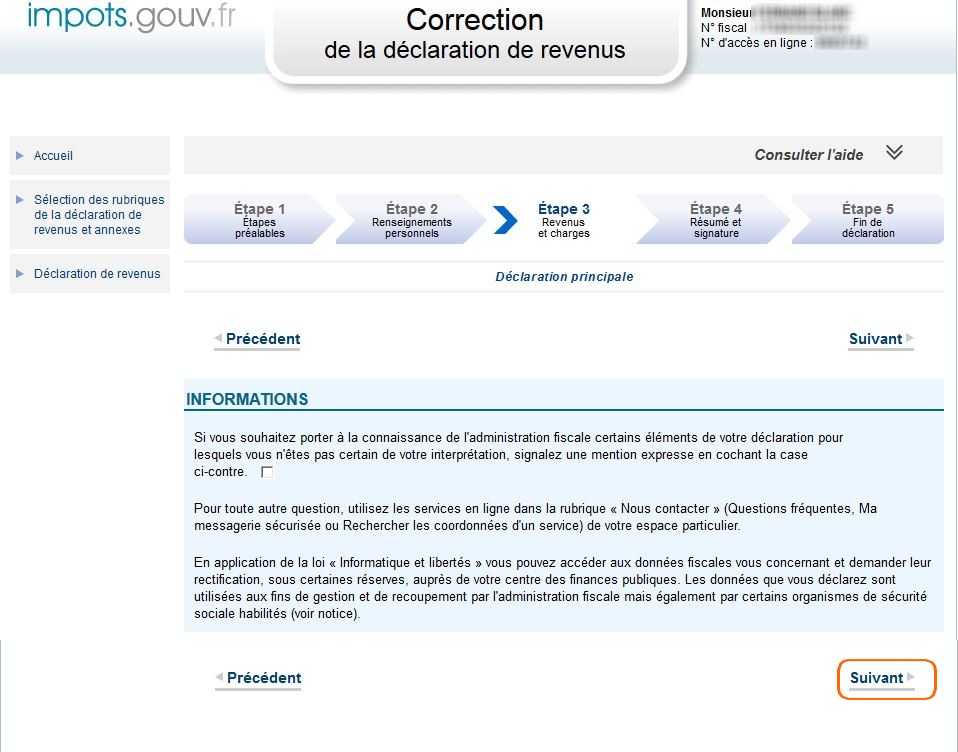 impots.gouv.fr
Correction
de la déclaration de revenus
Monsieur
N° fiscal
N° d'accès en ligne :
Accueil
Sélection des rubriques
de la déclaration de
revenus et annexes
Déclaration de revenus
Consulter l'aide
Étape 1
Étapes
préalables
Étape 2
Renseignements
personnels
Étape 3
Revenus
et charges
Étape 4
Résumé et
signature
Étape 5
Fin de
déclaration
Déclaration principale
Précédent
Suivant
INFORMATIONS
Si vous souhaitez porter à la connaissance de l'administration fiscale certains éléments de votre déclaration pour
lesquels vous n'êtes pas certain de votre interprétation, signalez une mention expresse en cochant la case
ci-contre.
Pour toute autre question, utilisez les services en ligne dans la rubrique « Nous contacter » (Questions fréquentes, Ma
messagerie sécurisée ou Rechercher les coordonnées d'un service) de votre espace particulier.
En application de la loi « Informatique et libertés » vous pouvez accéder aux données fiscales vous concernant et demander leur
rectification, sous certaines réserves, auprès de votre centre des finances publiques. Les données que vous déclarez sont
utilisées aux fins de gestion et de recoupement par l'administration fiscale mais également par certains organismes de sécurité
sociale habilités (voir notice).
Précédent
Suivant